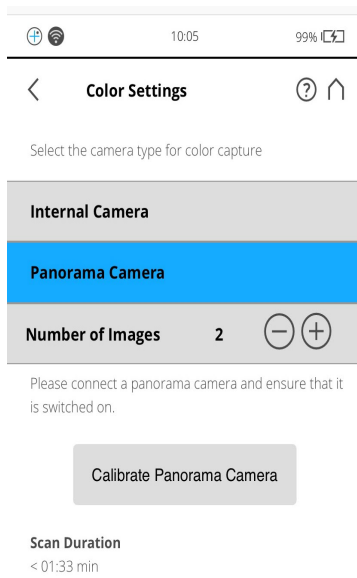 10:05
99%
Color Settings
Select the camera type for color capture
Internal Camera
Panorama Camera
Number of Images 2
Please connect a panorama camera and ensure that it
is switched on.
Calibrate Panorama Camera
Scan Duration
< 01:33 min